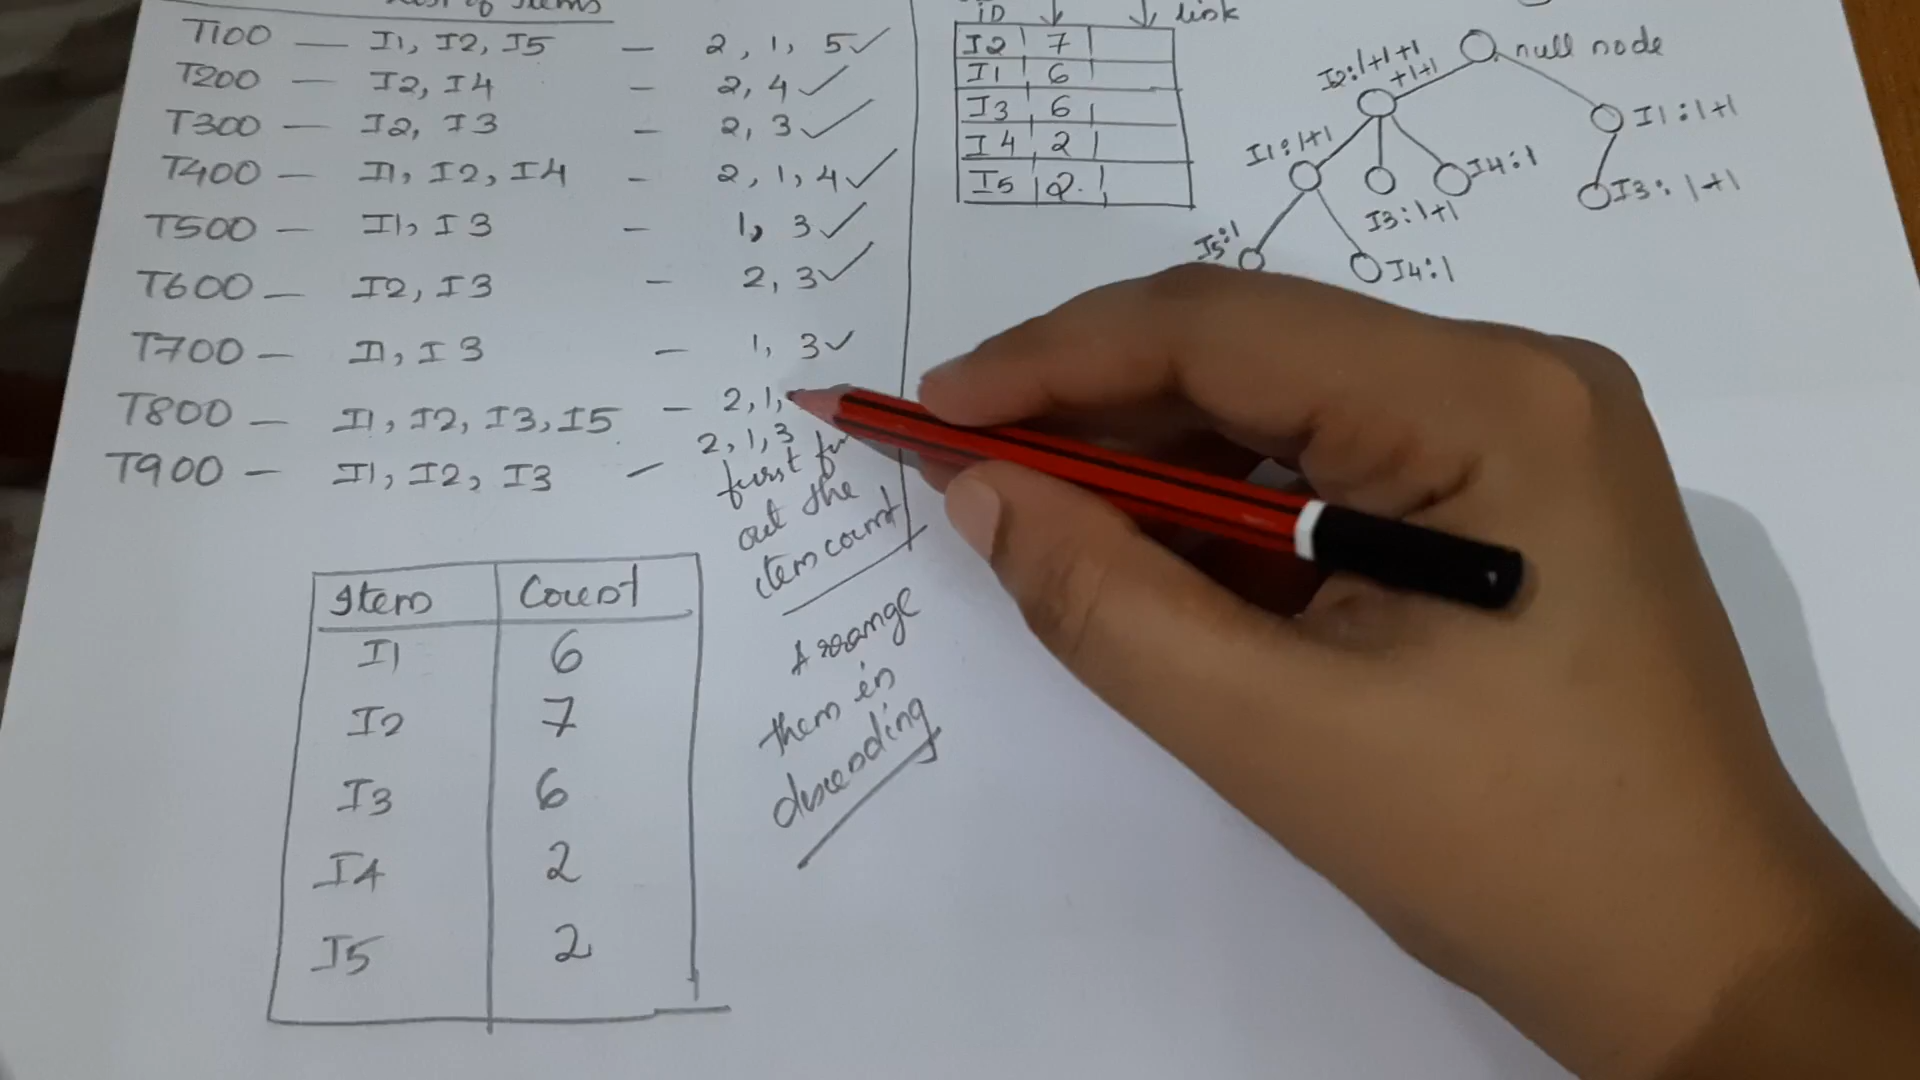 List of Items
T100 — I1, I2, I5 — 2, 1, 5 ✓
T200 — I2, I4 — 2, 4 ✓
T300 — I2, I3 — 2, 3 ✓
T400 — I1, I2, I4 — 2, 1, 4 ✓
T500 — I1, I3 — 1, 3 ✓
T600 — I2, I3 — 2, 3 ✓
T700 — I1, I3 — 1, 3 ✓
T800 — I1, I2, I3, I5 — 2, 1,
T900 — I1, I2, I3 — 2, 1, 3
first
out the
item count
Arrange
them in
descending
Item Count
I1 6
I2 7
I3 6
I4 2
I5 2
ID ↓ ↓ link
I2 7
I1 6
I3 6
I4 2
I5 2
null node
I2:1+1+1
+1+1
I1:1+1
I1:1+1
I4:1
I3:1+1
I3:1+1
I5:1
I4:1